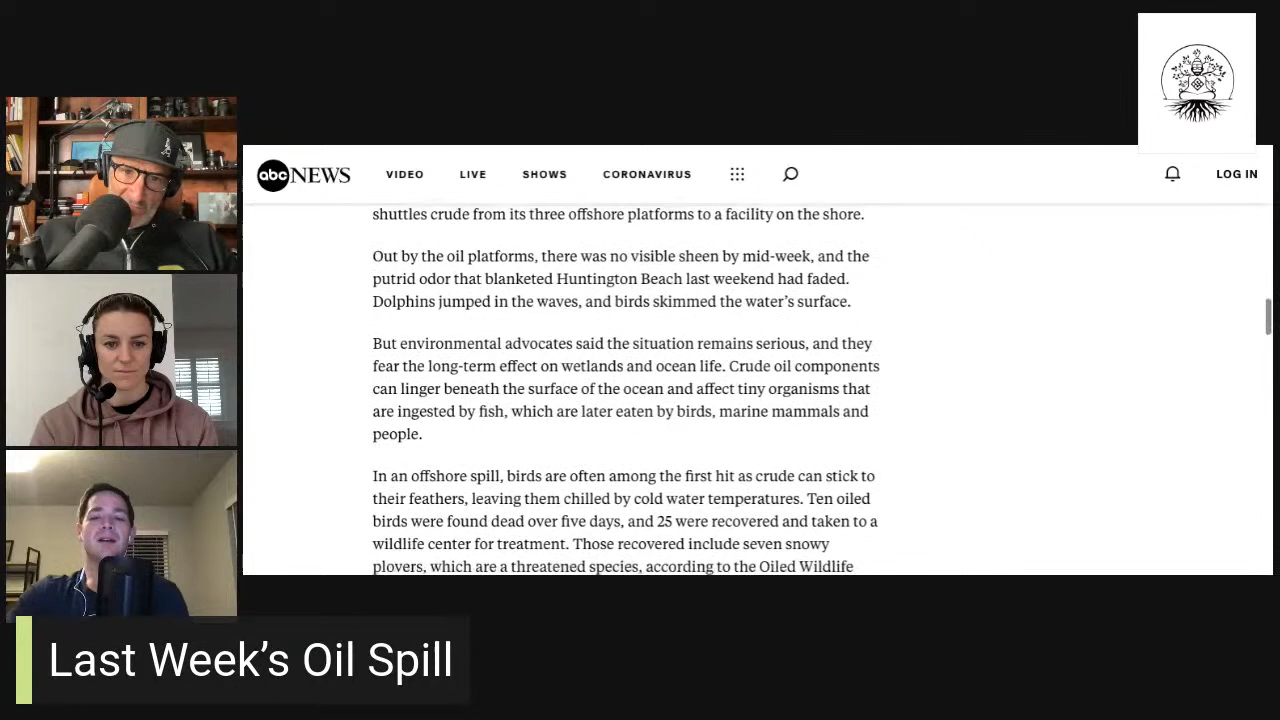 abc NEWS
VIDEO
LIVE
SHOWS
CORONAVIRUS
LOG IN
shuttles crude from its three offshore platforms to a facility on the shore.
Out by the oil platforms, there was no visible sheen by mid-week, and the
putrid odor that blanketed Huntington Beach last weekend had faded.
Dolphins jumped in the waves, and birds skimmed the water’s surface.
But environmental advocates said the situation remains serious, and they
fear the long-term effect on wetlands and ocean life. Crude oil components
can linger beneath the surface of the ocean and affect tiny organisms that
are ingested by fish, which are later eaten by birds, marine mammals and
people.
In an offshore spill, birds are often among the first hit as crude can stick to
their feathers, leaving them chilled by cold water temperatures. Ten oiled
birds were found dead over five days, and 25 were recovered and taken to a
wildlife center for treatment. Those recovered include seven snowy
plovers, which are a threatened species, according to the Oiled Wildlife
Last Week’s Oil Spill